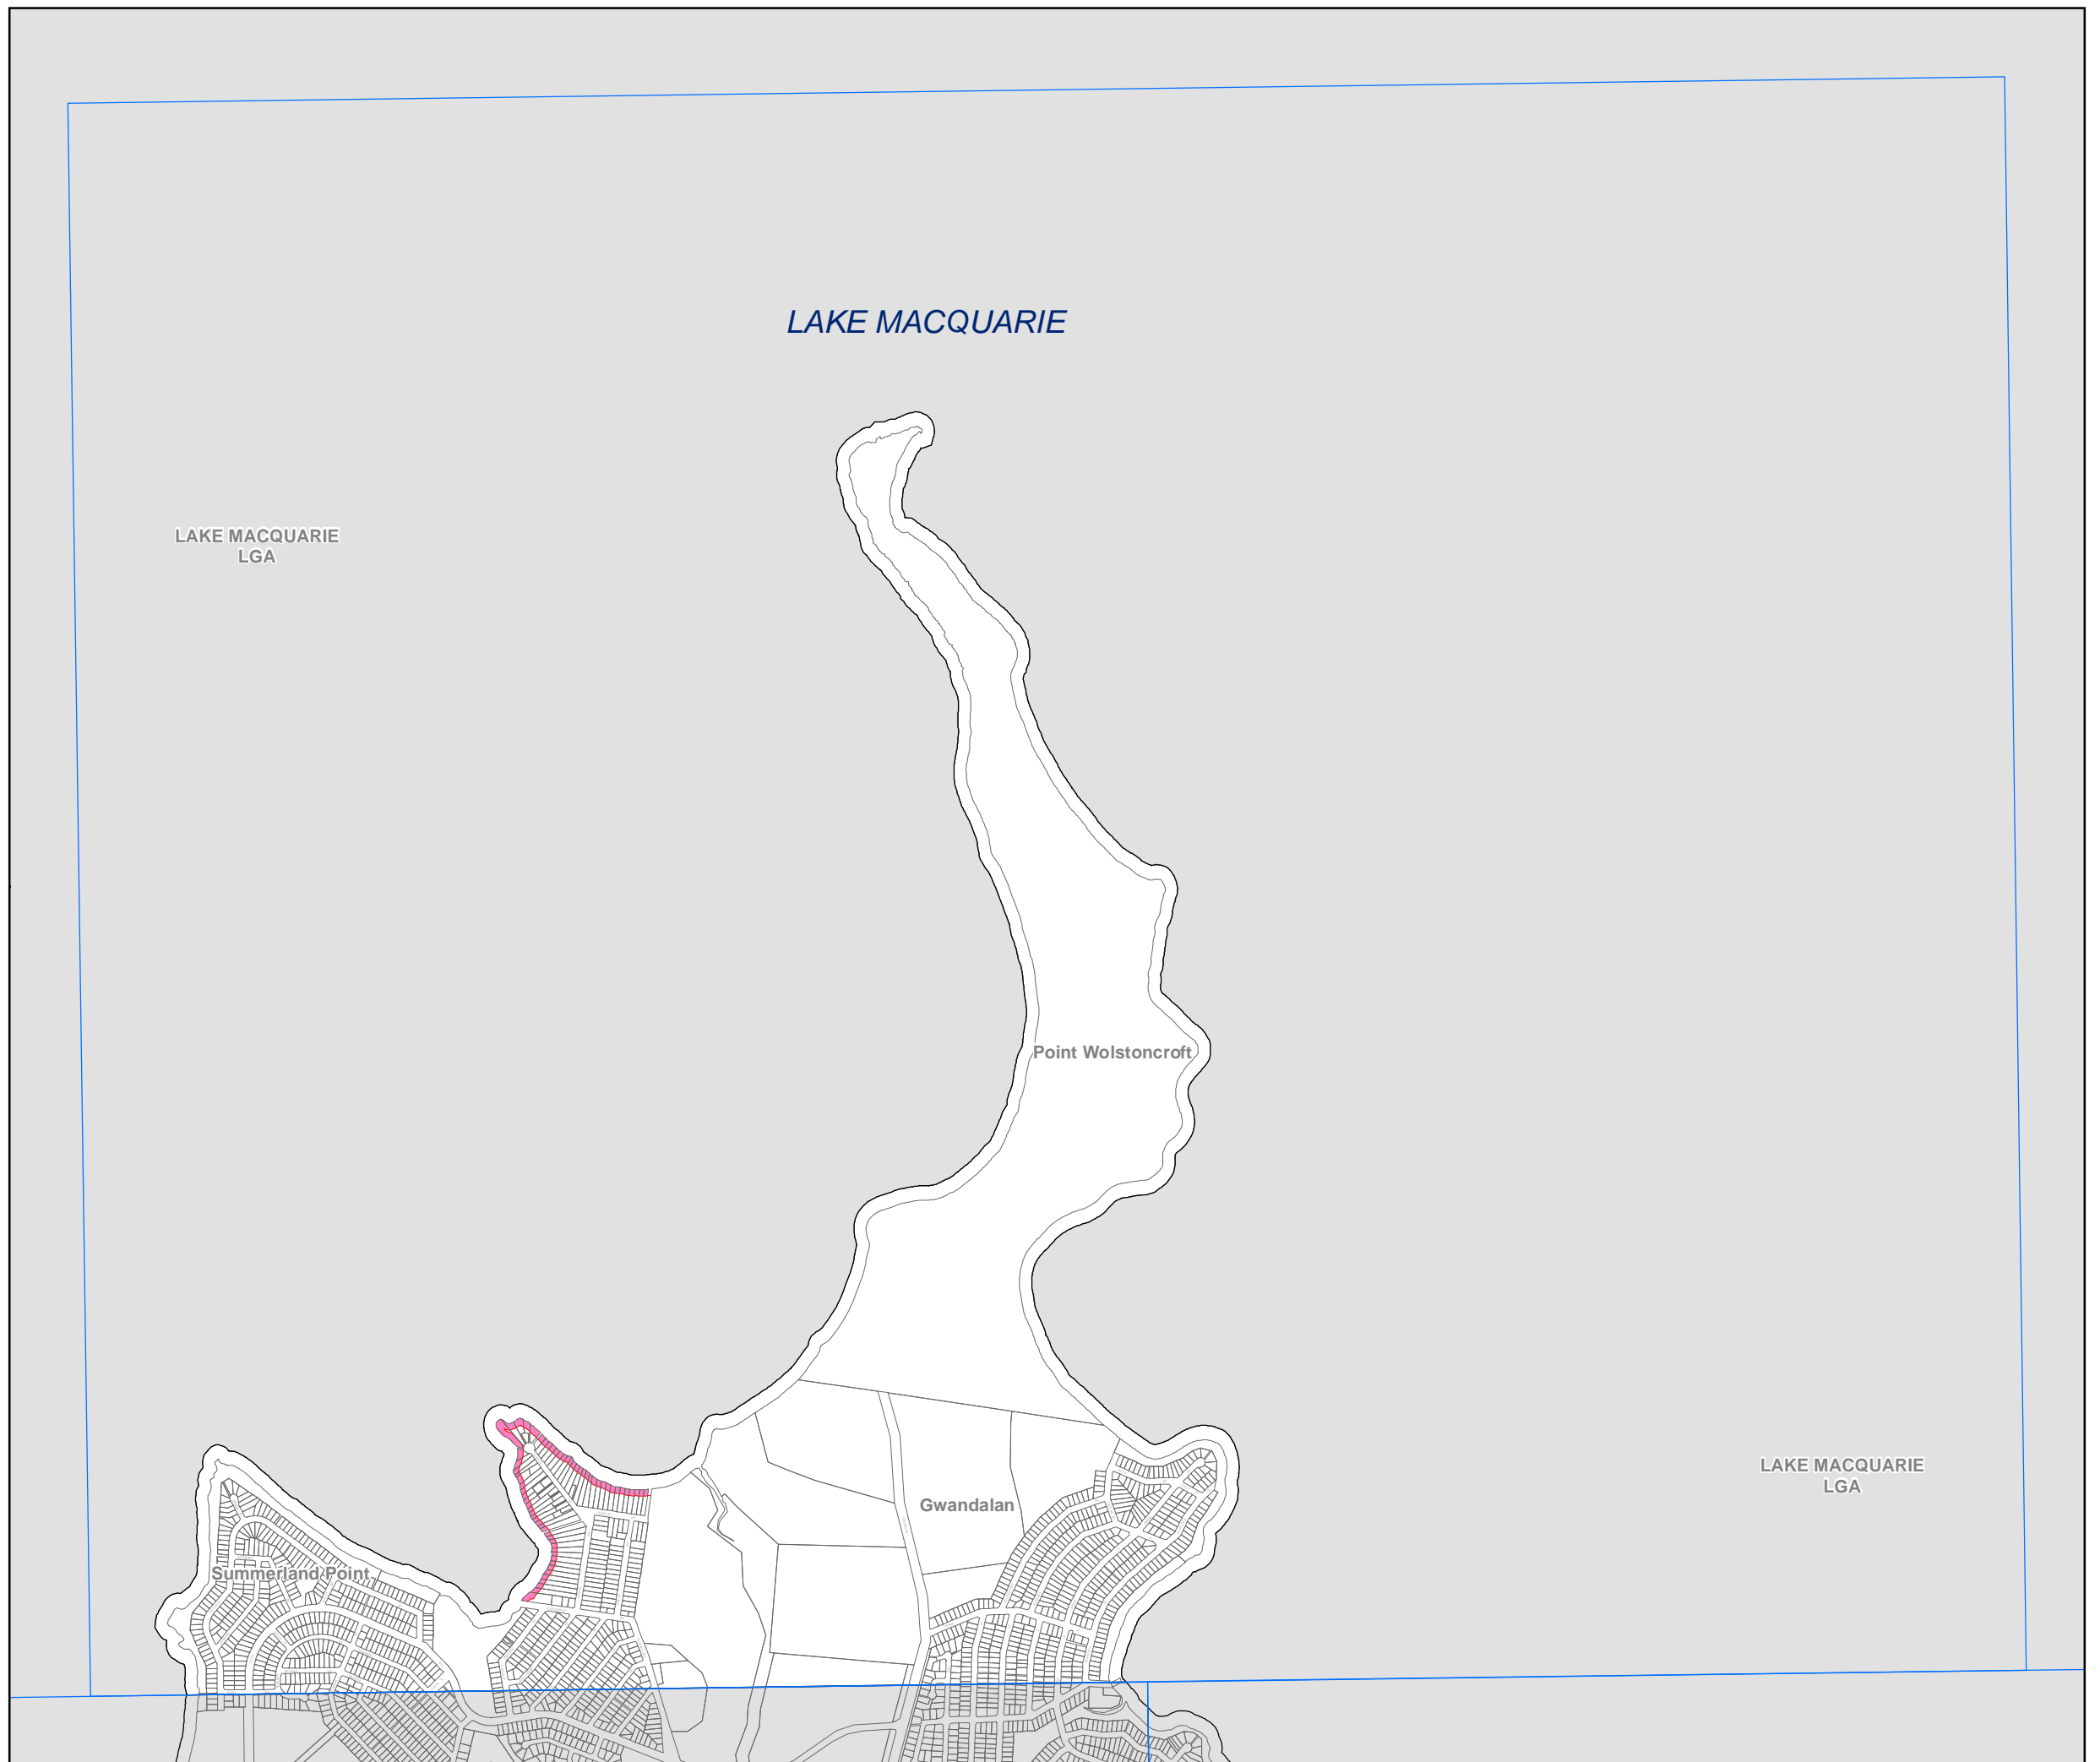 LAKE MACQUARIE
LAKE MACQUARIE
LGA
Point Wolstoncroft
LAKE MACQUARIE
LGA
Gwandalan
Summerland Point